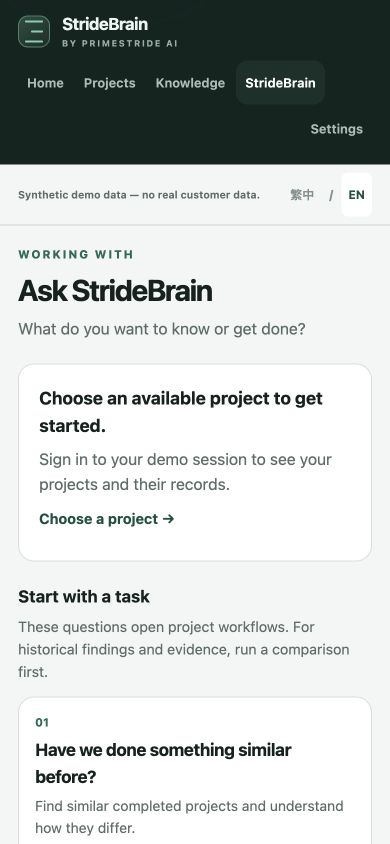 StrideBrain
BY PRIMESTRIDE AI
Home Projects Knowledge StrideBrain
Settings
Synthetic demo data — no real customer data. 繁中 / EN
WORKING WITH
Ask StrideBrain
What do you want to know or get done?
Choose an available project to get
started.
Sign in to your demo session to see your
projects and their records.
Choose a project →
Start with a task
These questions open project workflows. For
historical findings and evidence, run a comparison
first.
01
Have we done something similar
before?
Find similar completed projects and understand
how they differ.